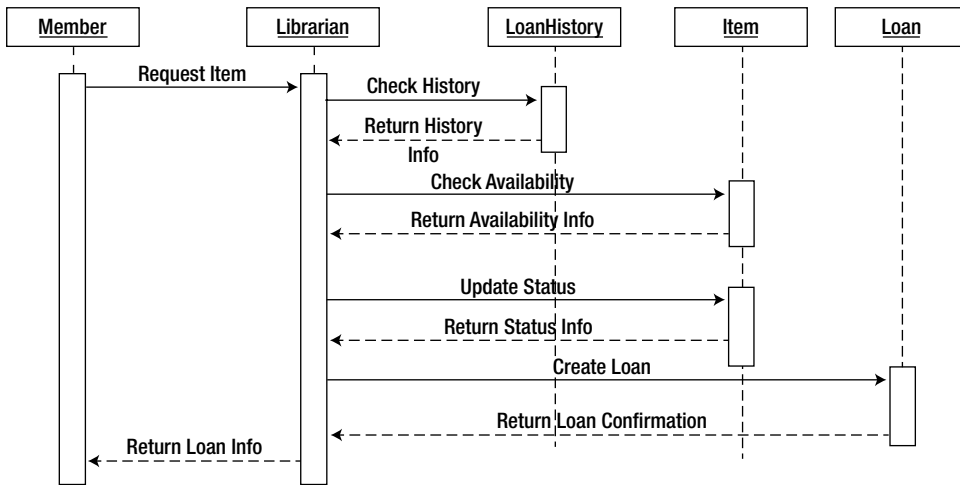 Member
Librarian
LoanHistory
Item
Loan
Request Item
Check History
Return History
Info
Check Availability
Return Availability Info
Update Status
Return Status Info
Create Loan
Return Loan Confirmation
Return Loan Info